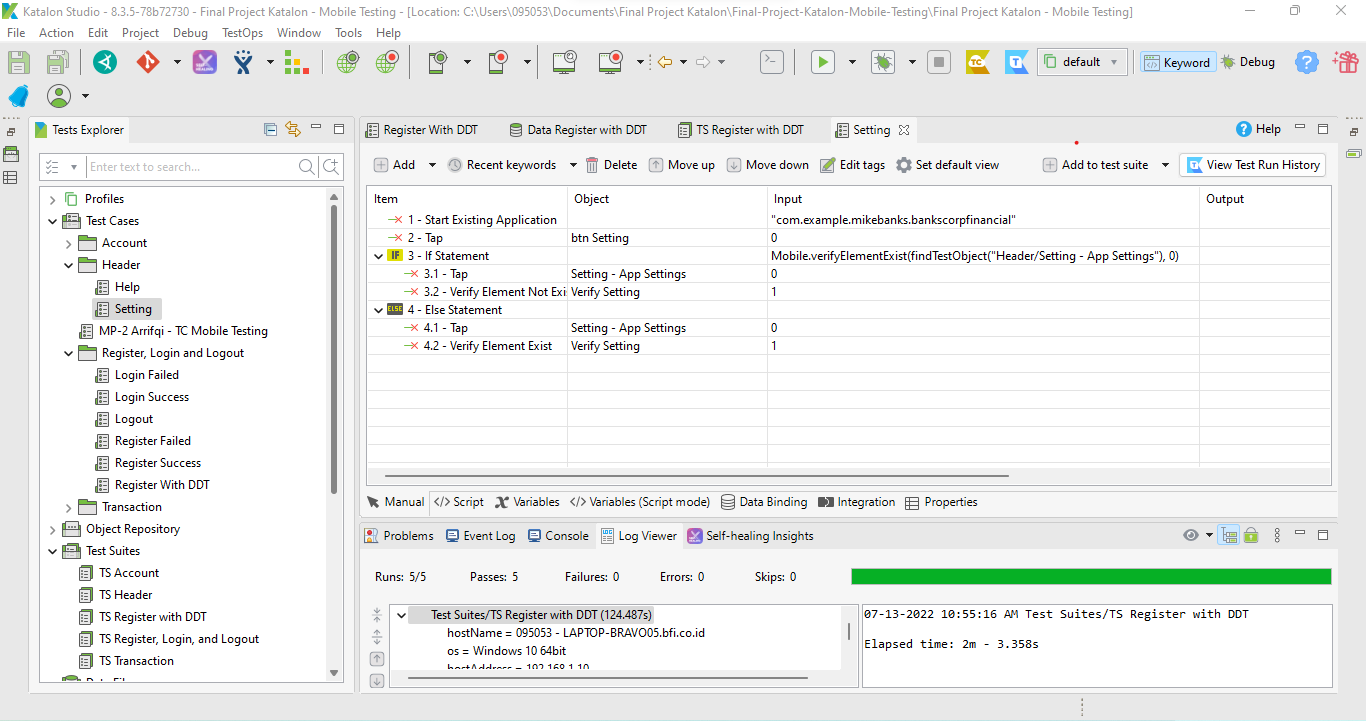 Katalon Studio - 8.3.5-78b72730 - Final Project Katalon - Mobile Testing - [Location: C:\Users\095053\Documents\Final Project Katalon\Final-Project-Katalon-Mobile-Testing\Final Project Katalon - Mobile Testing]
File Action Edit Project Debug TestOps Window Tools Help
TC T default Keyword Debug
Tests Explorer
Enter text to search...
Profiles
Test Cases
Account
Header
Help
Setting
MP-2 Arrifqi - TC Mobile Testing
Register, Login and Logout
Login Failed
Login Success
Logout
Register Failed
Register Success
Register With DDT
Transaction
Object Repository
Test Suites
TS Account
TS Header
TS Register with DDT
TS Register, Login, and Logout
TS Transaction
Register With DDT Data Register with DDT TS Register with DDT Setting Help
Add Recent keywords Delete Move up Move down Edit tags Set default view Add to test suite View Test Run History
Item Object Input Output
1 - Start Existing Application "com.example.mikebanks.bankscorpfinancial"
2 - Tap btn Setting 0
IF 3 - If Statement Mobile.verifyElementExist(findTestObject("Header/Setting - App Settings"), 0)
3.1 - Tap Setting - App Settings 0
3.2 - Verify Element Not Exi Verify Setting 1
ELSE 4 - Else Statement
4.1 - Tap Setting - App Settings 0
4.2 - Verify Element Exist Verify Setting 1
Manual </> Script Variables </> Variables (Script mode) Data Binding Integration Properties
Problems Event Log Console Log Viewer Self-healing Insights
Runs: 5/5 Passes: 5 Failures: 0 Errors: 0 Skips: 0
Test Suites/TS Register with DDT (124.487s)
hostName = 095053 - LAPTOP-BRAVO05.bfi.co.id
os = Windows 10 64bit
hostAddress = 192.168.1.10
07-13-2022 10:55:16 AM Test Suites/TS Register with DDT
Elapsed time: 2m - 3.358s